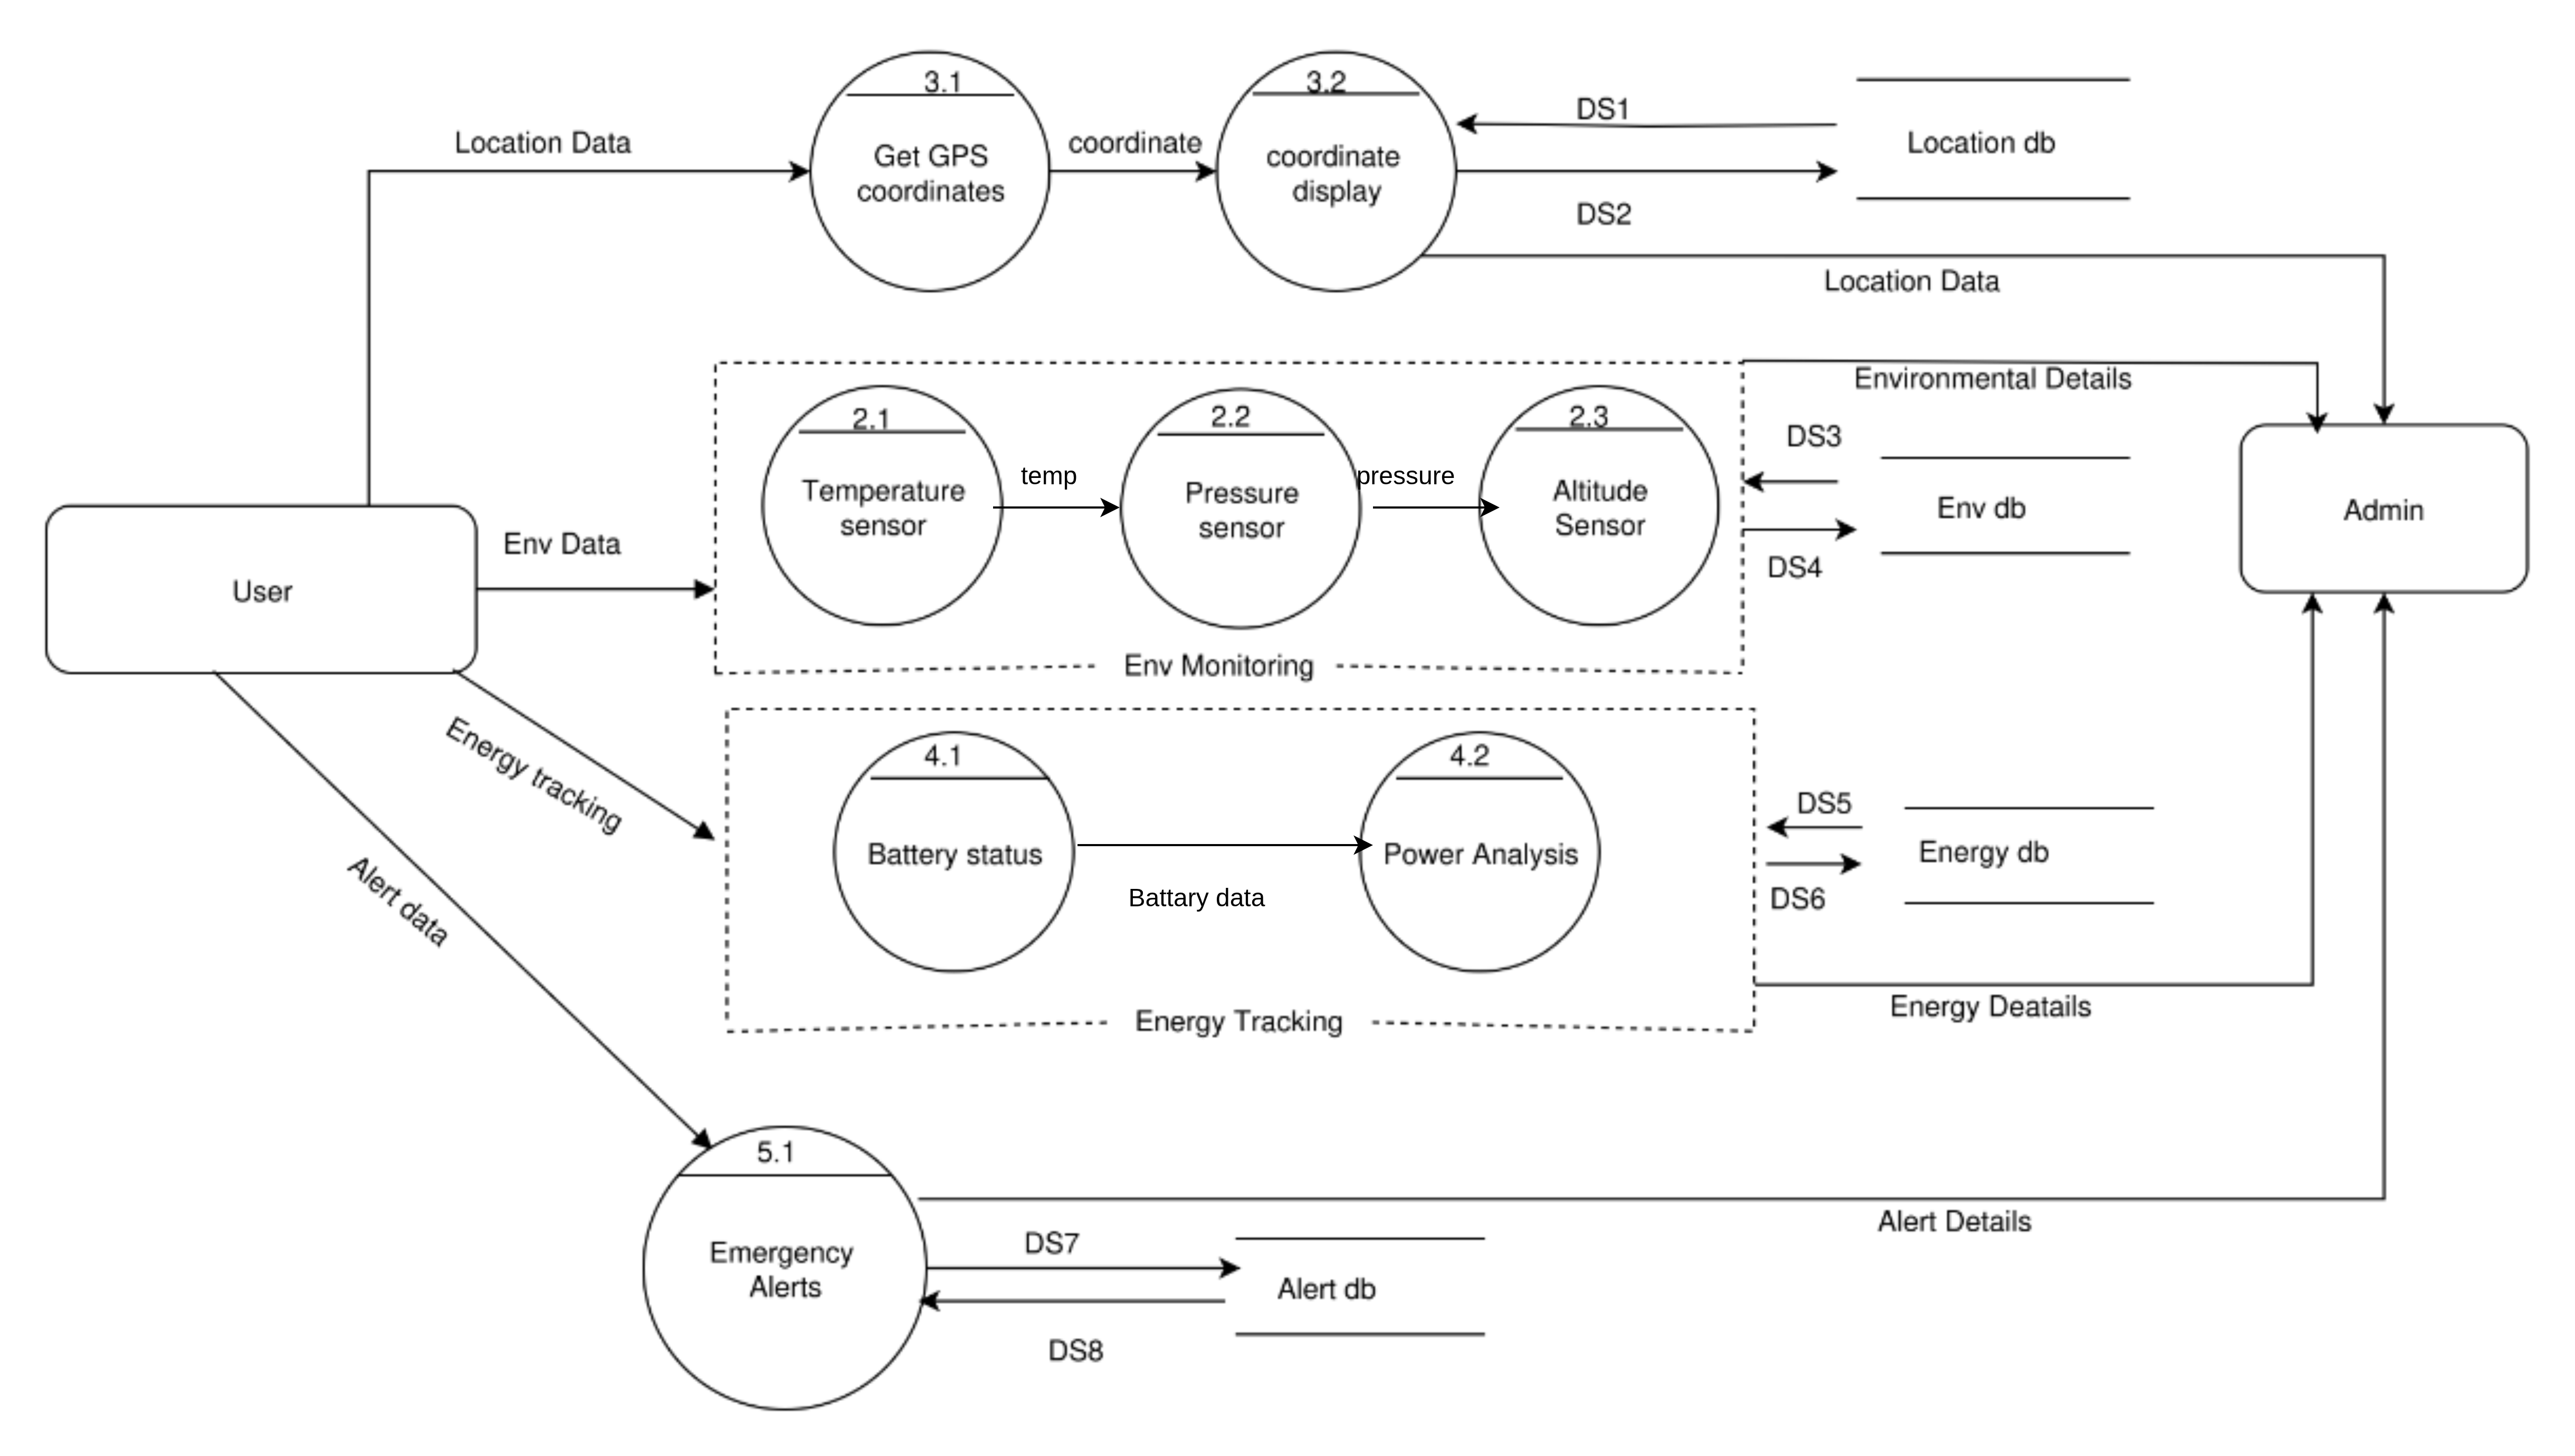 3.1
Get GPS
coordinates
3.2
coordinate
display
Location Data
coordinate
DS1
DS2
Location db
Location Data
Environmental Details
2.1
Temperature
sensor
temp
2.2
Pressure
sensor
pressure
2.3
Altitude
Sensor
DS3
DS4
Env db
Admin
User
Env Data
Env Monitoring
Energy tracking
Alert data
4.1
Battery status
Battary data
4.2
Power Analysis
DS5
DS6
Energy db
Energy Deatails
Energy Tracking
5.1
Emergency
Alerts
Alert Details
DS7
DS8
Alert db